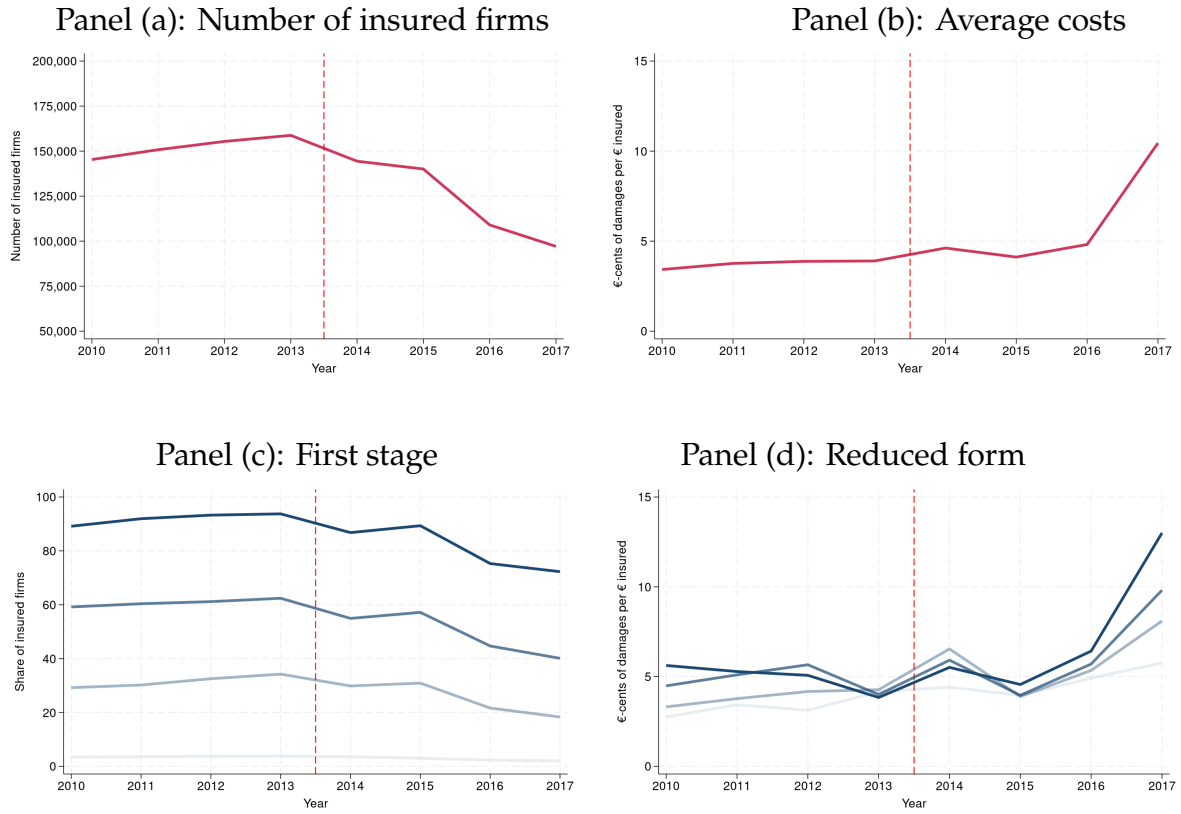 Panel (a): Number of insured firms
Number of insured firms
200,000
175,000
150,000
125,000
100,000
75,000
50,000
2010 2011 2012 2013 2014 2015 2016 2017
Year
Panel (b): Average costs
€-cents of damages per € insured
15
10
5
0
2010 2011 2012 2013 2014 2015 2016 2017
Year
Panel (c): First stage
Share of insured firms
100
80
60
40
20
0
2010 2011 2012 2013 2014 2015 2016 2017
Year
Panel (d): Reduced form
€-cents of damages per € insured
15
10
5
0
2010 2011 2012 2013 2014 2015 2016 2017
Year